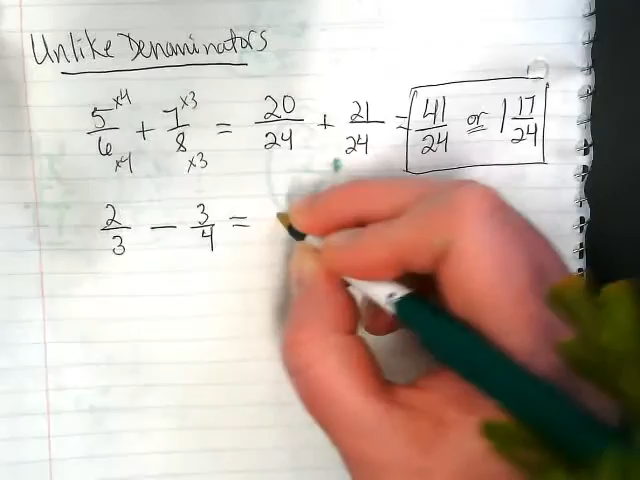 Unlike Denominators
5/6 ×4 ×4 + 7/8 ×3 ×3 = 20/24 + 21/24 = 41/24 or 1 17/24
2/3 − 3/4 =